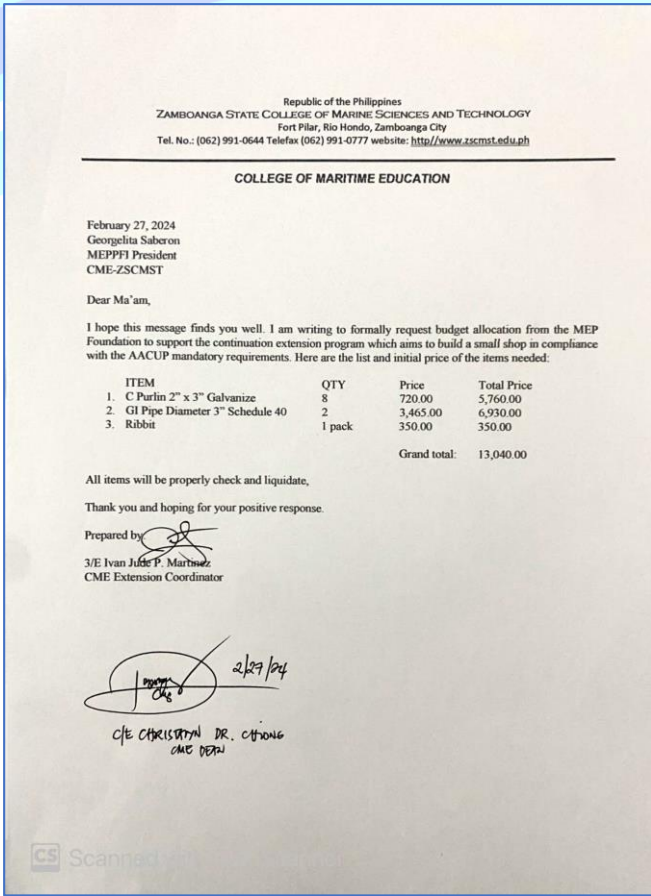 Republic of the Philippines
ZAMBOANGA STATE COLLEGE OF MARINE SCIENCES AND TECHNOLOGY
Fort Pilar, Rio Hondo, Zamboanga City
Tel. No.: (062) 991-0644 Telefax (062) 991-0777 website: http//www.zscmst.edu.ph
COLLEGE OF MARITIME EDUCATION
February 27, 2024
Georgelita Saberon
MEPPFI President
CME-ZSCMST
Dear Ma'am,
I hope this message finds you well. I am writing to formally request budget allocation from the MEP
Foundation to support the continuation extension program which aims to build a small shop in compliance
with the AACUP mandatory requirements. Here are the list and initial price of the items needed:
ITEM QTY Price Total Price
1. C Purlin 2" x 3" Galvanize 8 720.00 5,760.00
2. GI Pipe Diameter 3" Schedule 40 2 3,465.00 6,930.00
3. Ribbit 1 pack 350.00 350.00
Grand total: 13,040.00
All items will be properly check and liquidate,
Thank you and hoping for your positive response.
Prepared by:
3/E Ivan Jude P. Martinez
CME Extension Coordinator
2/27/24
C/E CHRISTATYN DR. CHIONG
CME DEAN
CS Scanned